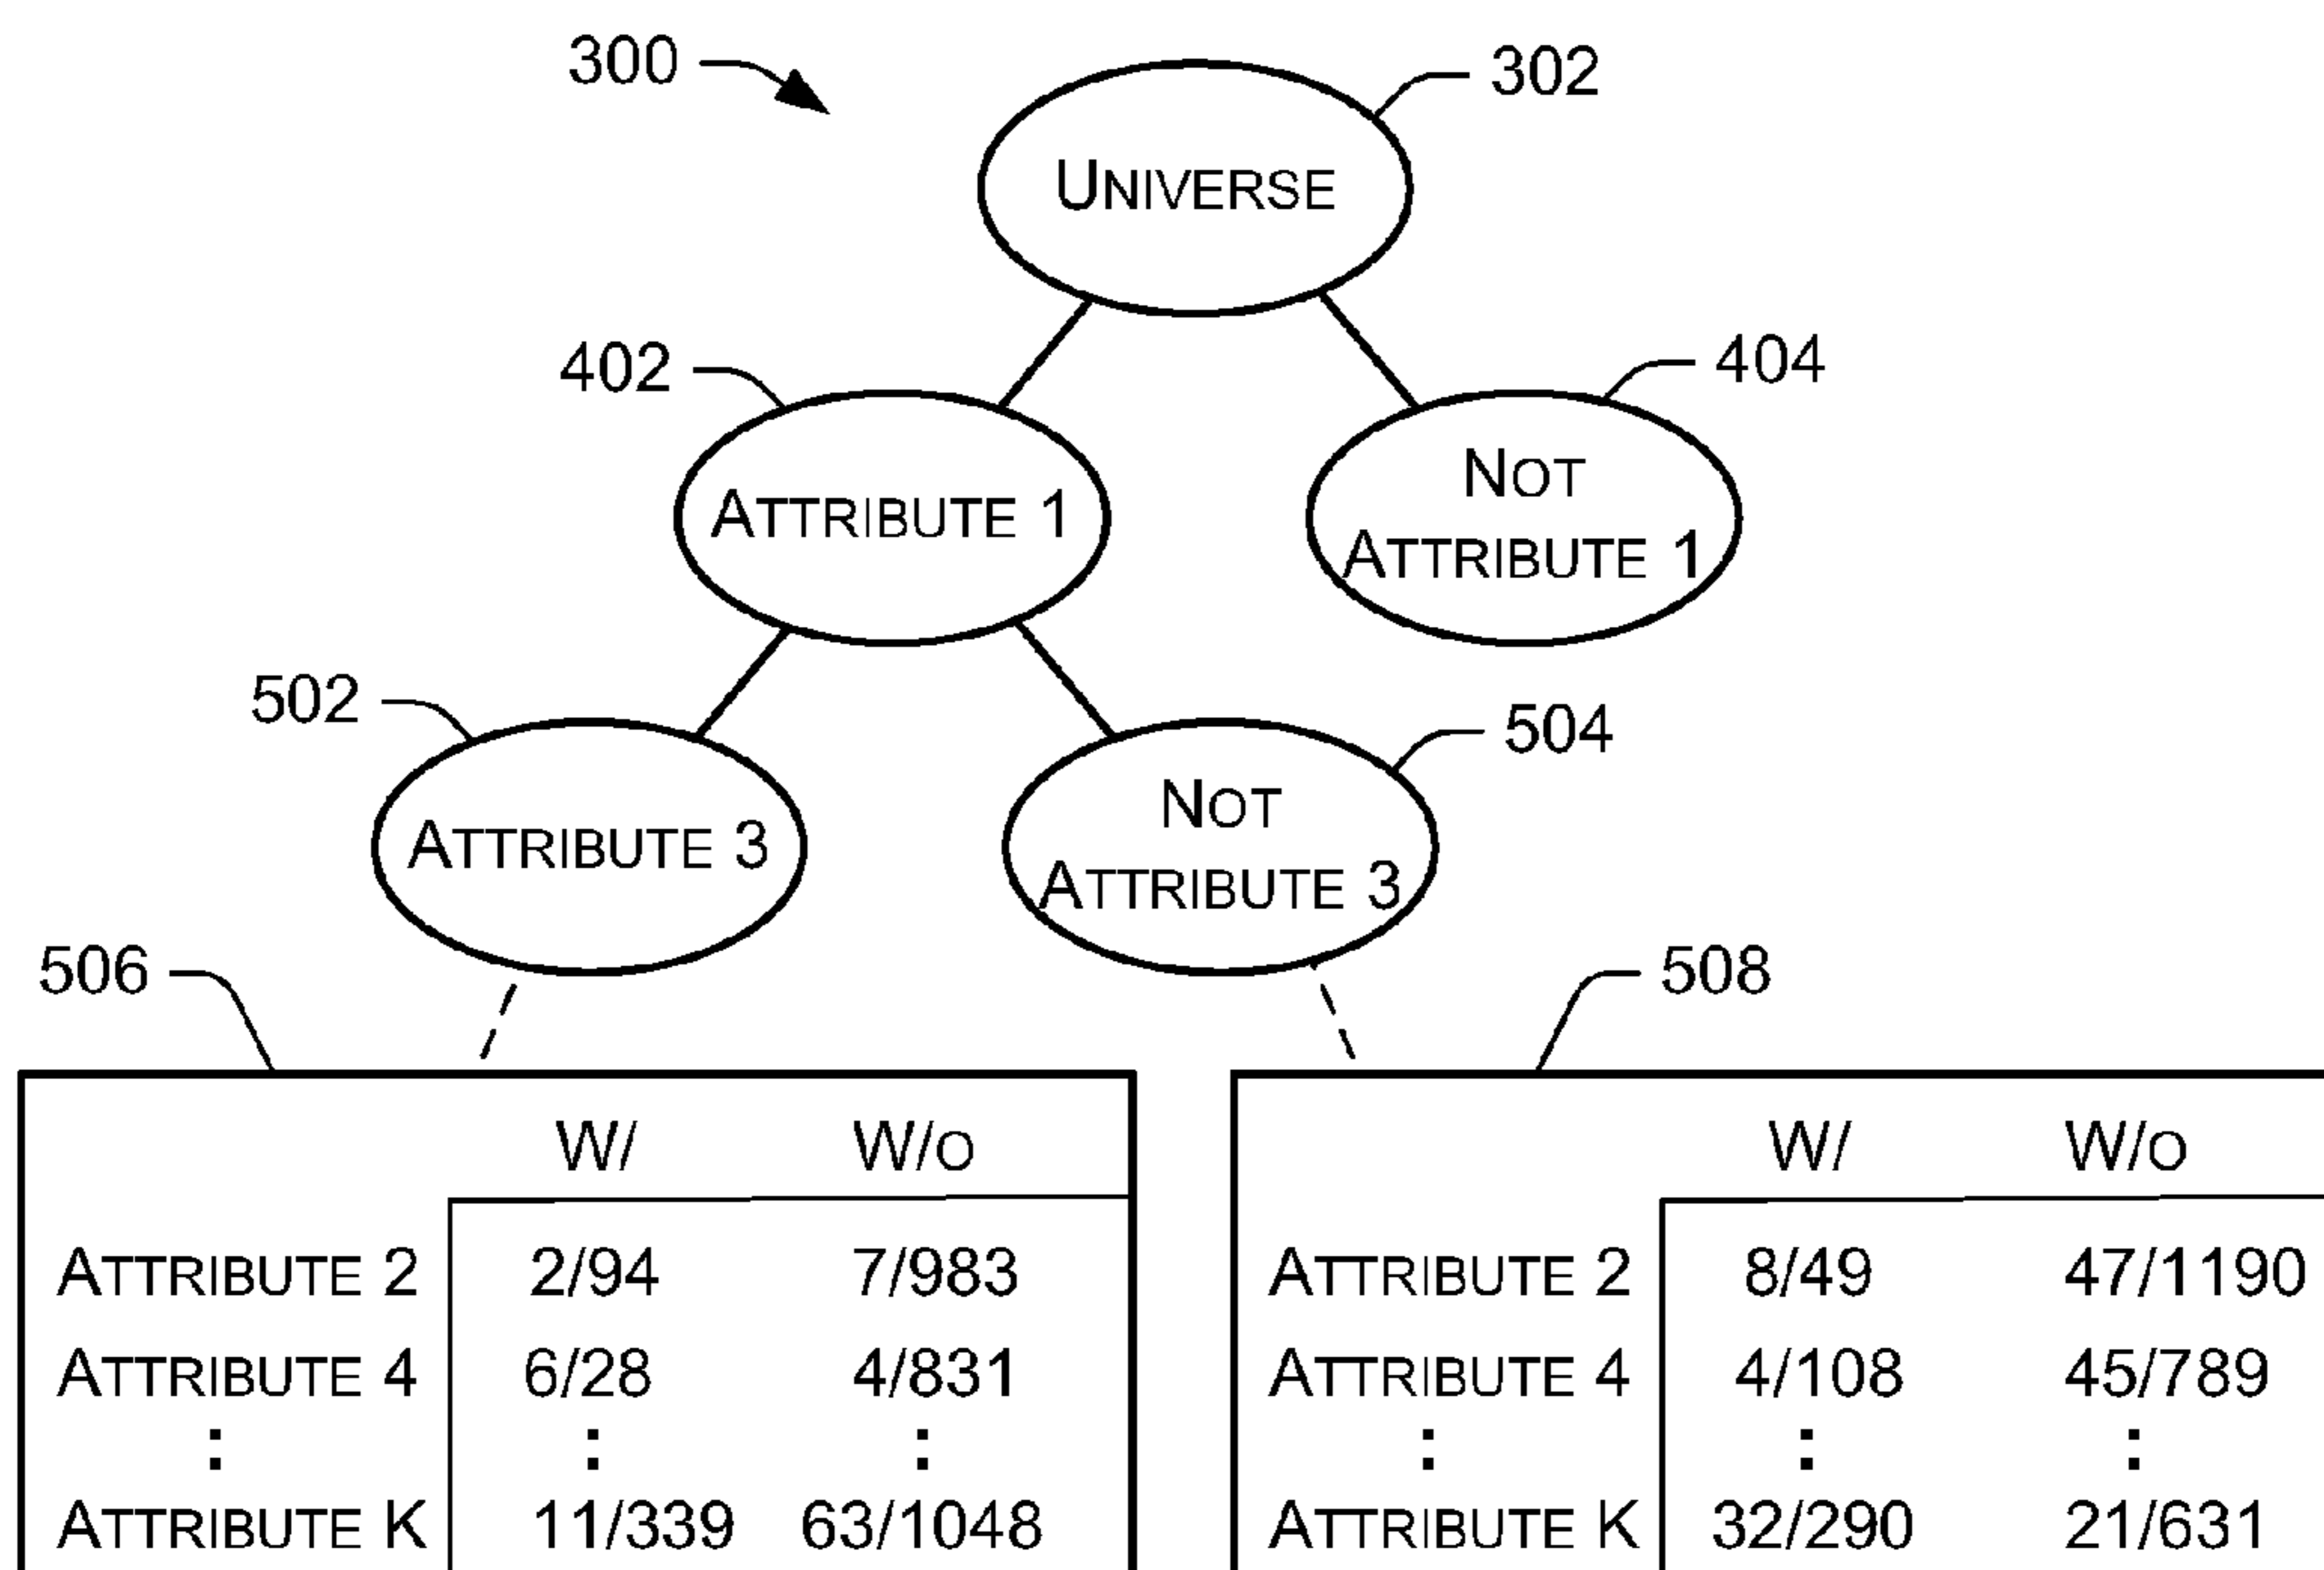 300
302
UNIVERSE
402
404
ATTRIBUTE 1
NOT
ATTRIBUTE 1
502
504
ATTRIBUTE 3
NOT
ATTRIBUTE 3
506
508
W/ W/O
ATTRIBUTE 2 2/94 7/983
ATTRIBUTE 4 6/28 4/831
: : :
ATTRIBUTE K 11/339 63/1048
W/ W/O
ATTRIBUTE 2 8/49 47/1190
ATTRIBUTE 4 4/108 45/789
: : :
ATTRIBUTE K 32/290 21/631